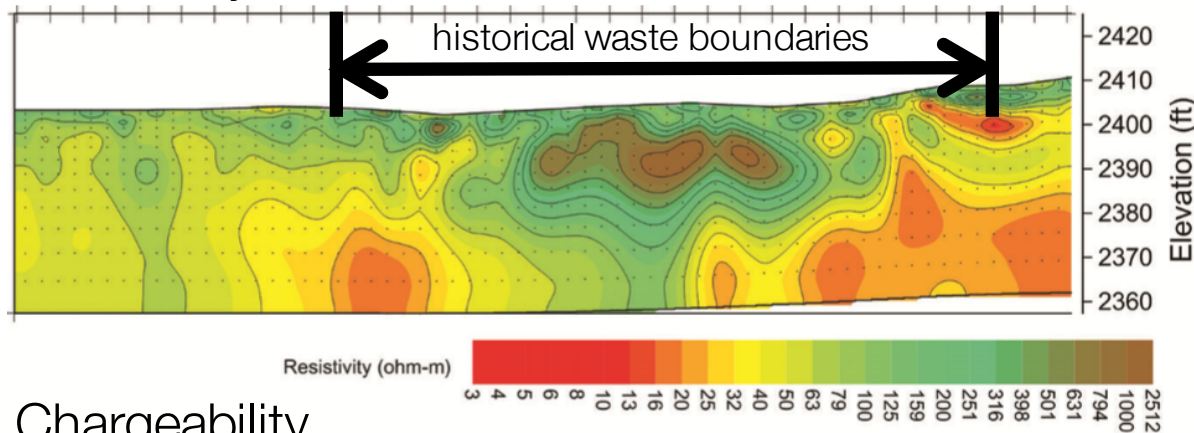 historical waste boundaries
2420
2410
2400
2390
2380
2370
2360
Elevation (ft)
Resistivity (ohm-m)
3 4 5 6 8 10 13 16 20 25 32 40 50 63 79 100 125 159 200 251 316 398 501 631 794 1000 2512
Chargeability